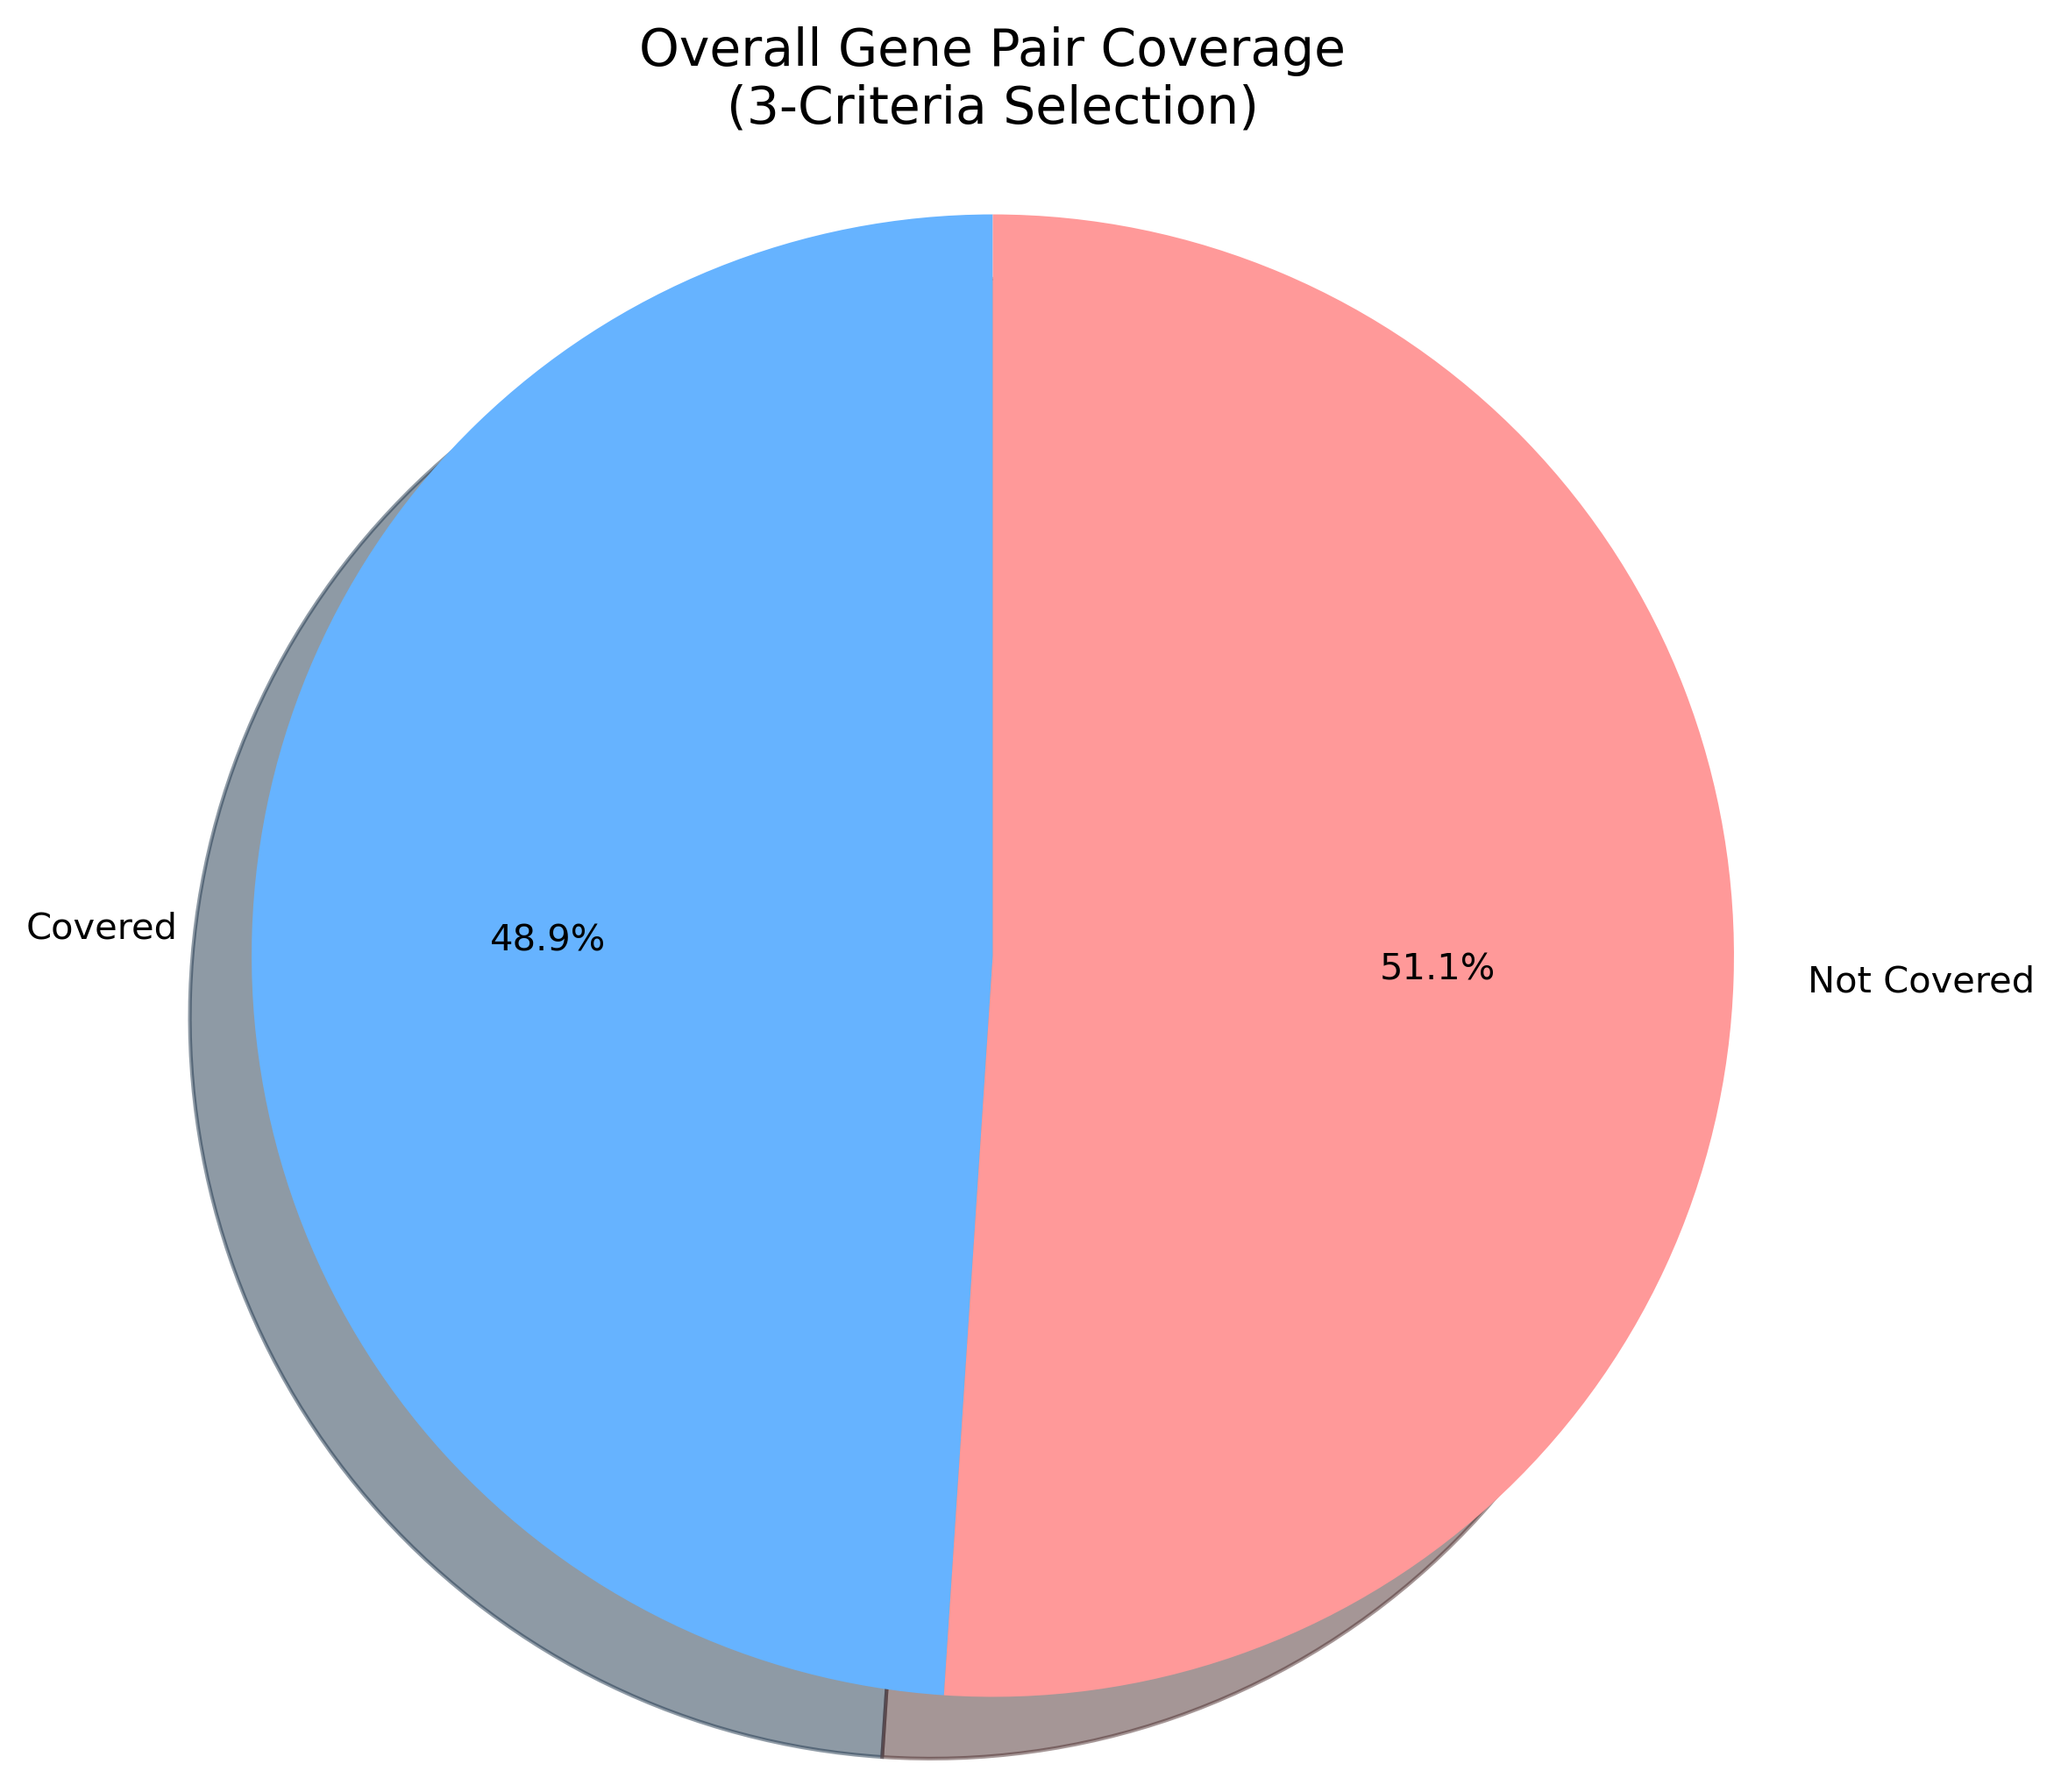 Overall Gene Pair Coverage
(3-Criteria Selection)
Covered
48.9%
51.1%
Not Covered